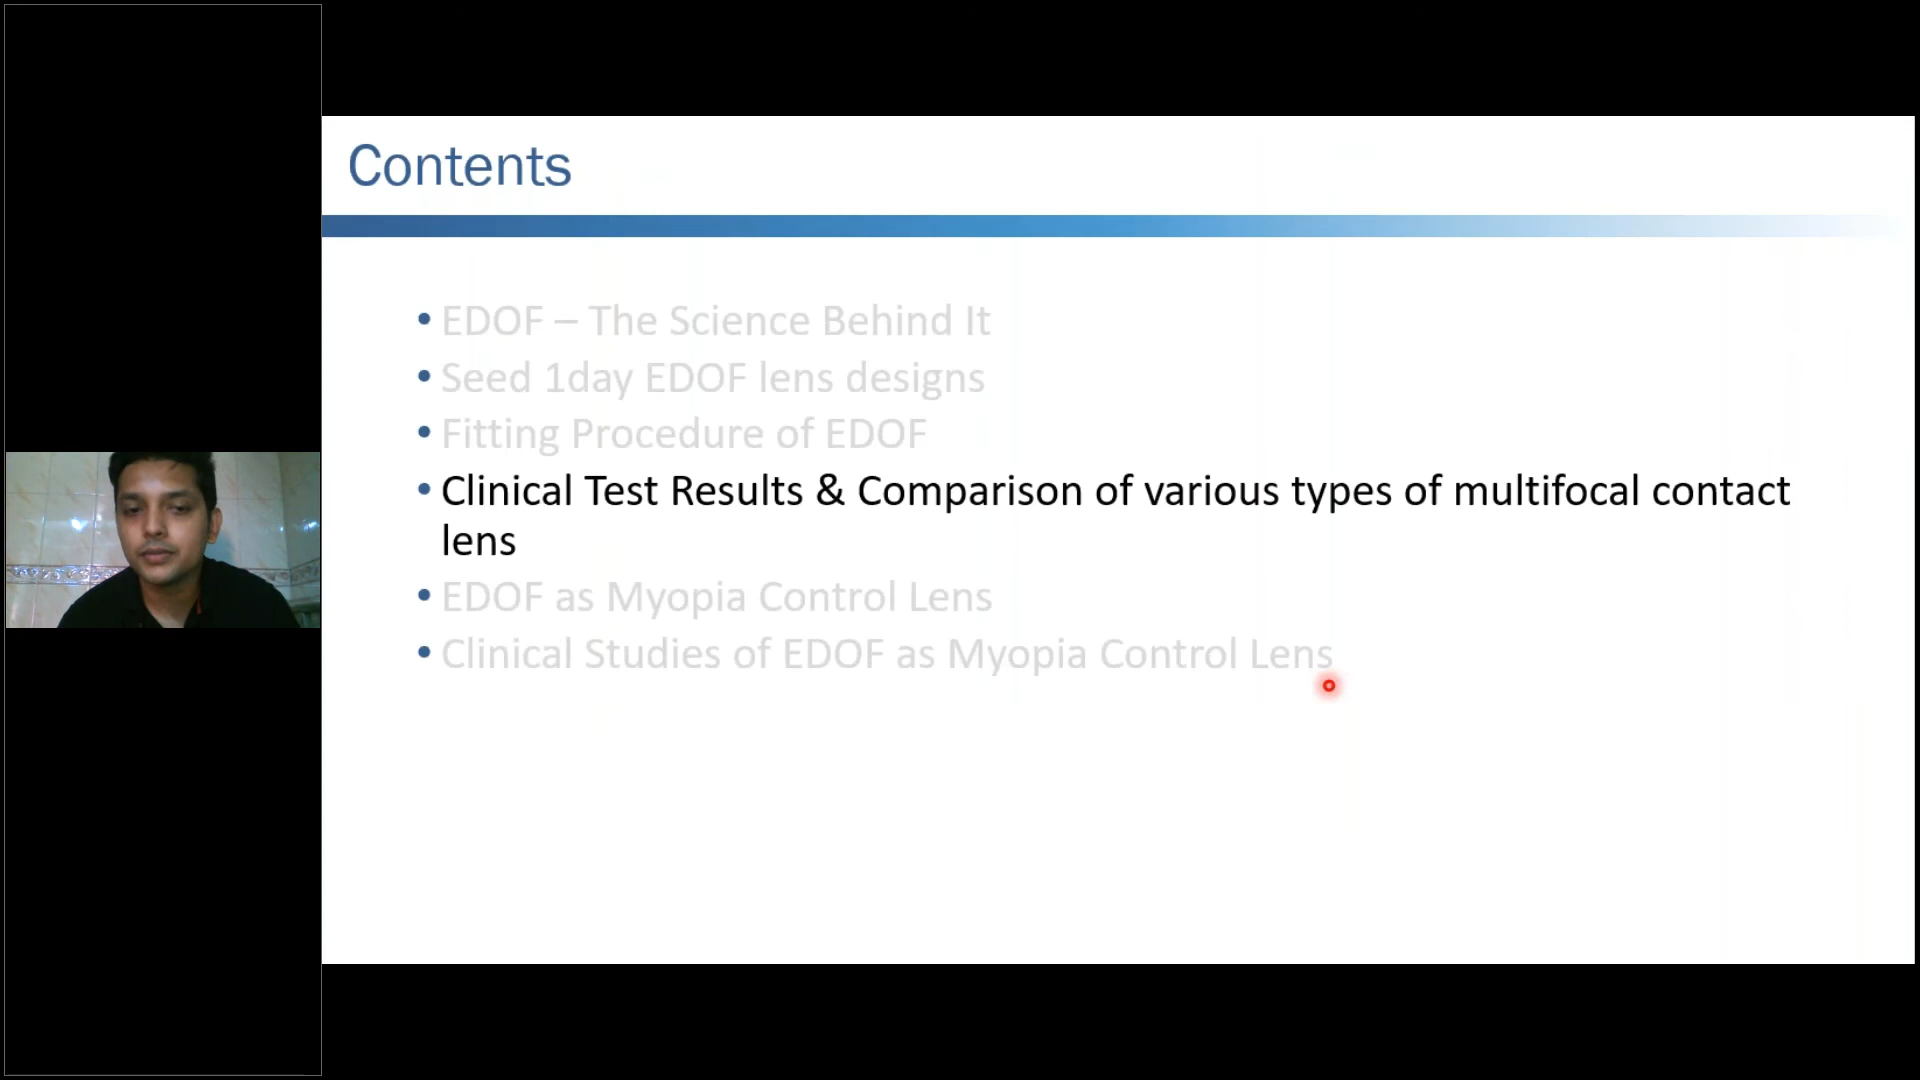 Contents
• EDOF – The Science Behind It
• Seed 1day EDOF lens designs
• Fitting Procedure of EDOF
• Clinical Test Results & Comparison of various types of multifocal contact
lens
• EDOF as Myopia Control Lens
• Clinical Studies of EDOF as Myopia Control Lens